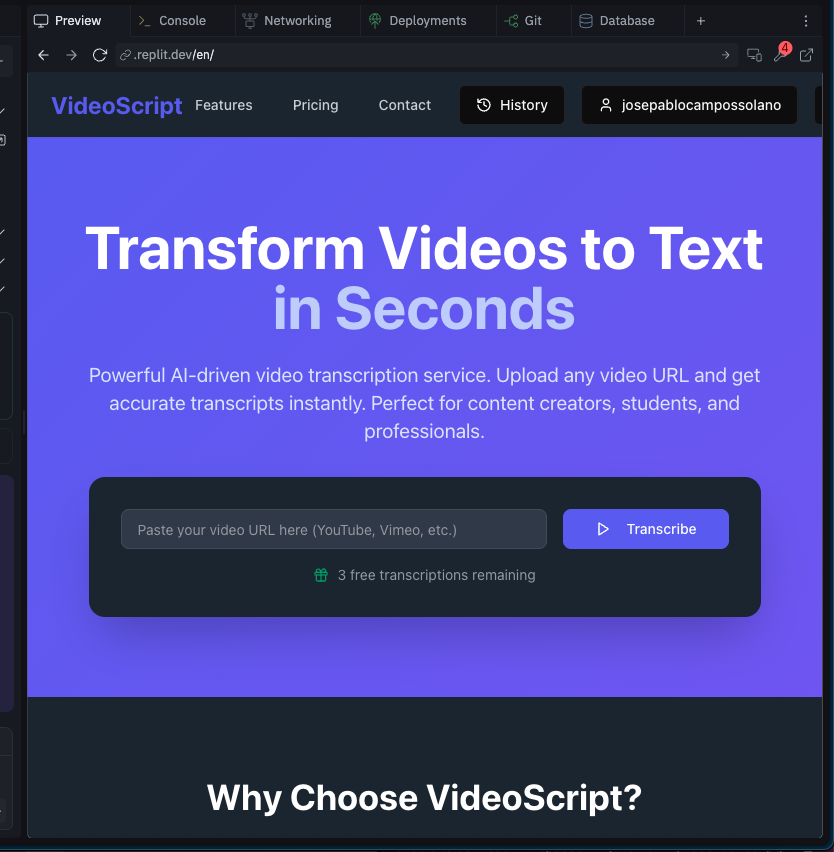 Preview
Console
Networking
Deployments
Git
Database
.replit.dev/en/
4
VideoScript
Features
Pricing
Contact
History
josepablocampossolano
Transform Videos to Text
in Seconds
Powerful AI-driven video transcription service. Upload any video URL and get
accurate transcripts instantly. Perfect for content creators, students, and
professionals.
Paste your video URL here (YouTube, Vimeo, etc.)
Transcribe
3 free transcriptions remaining
Why Choose VideoScript?